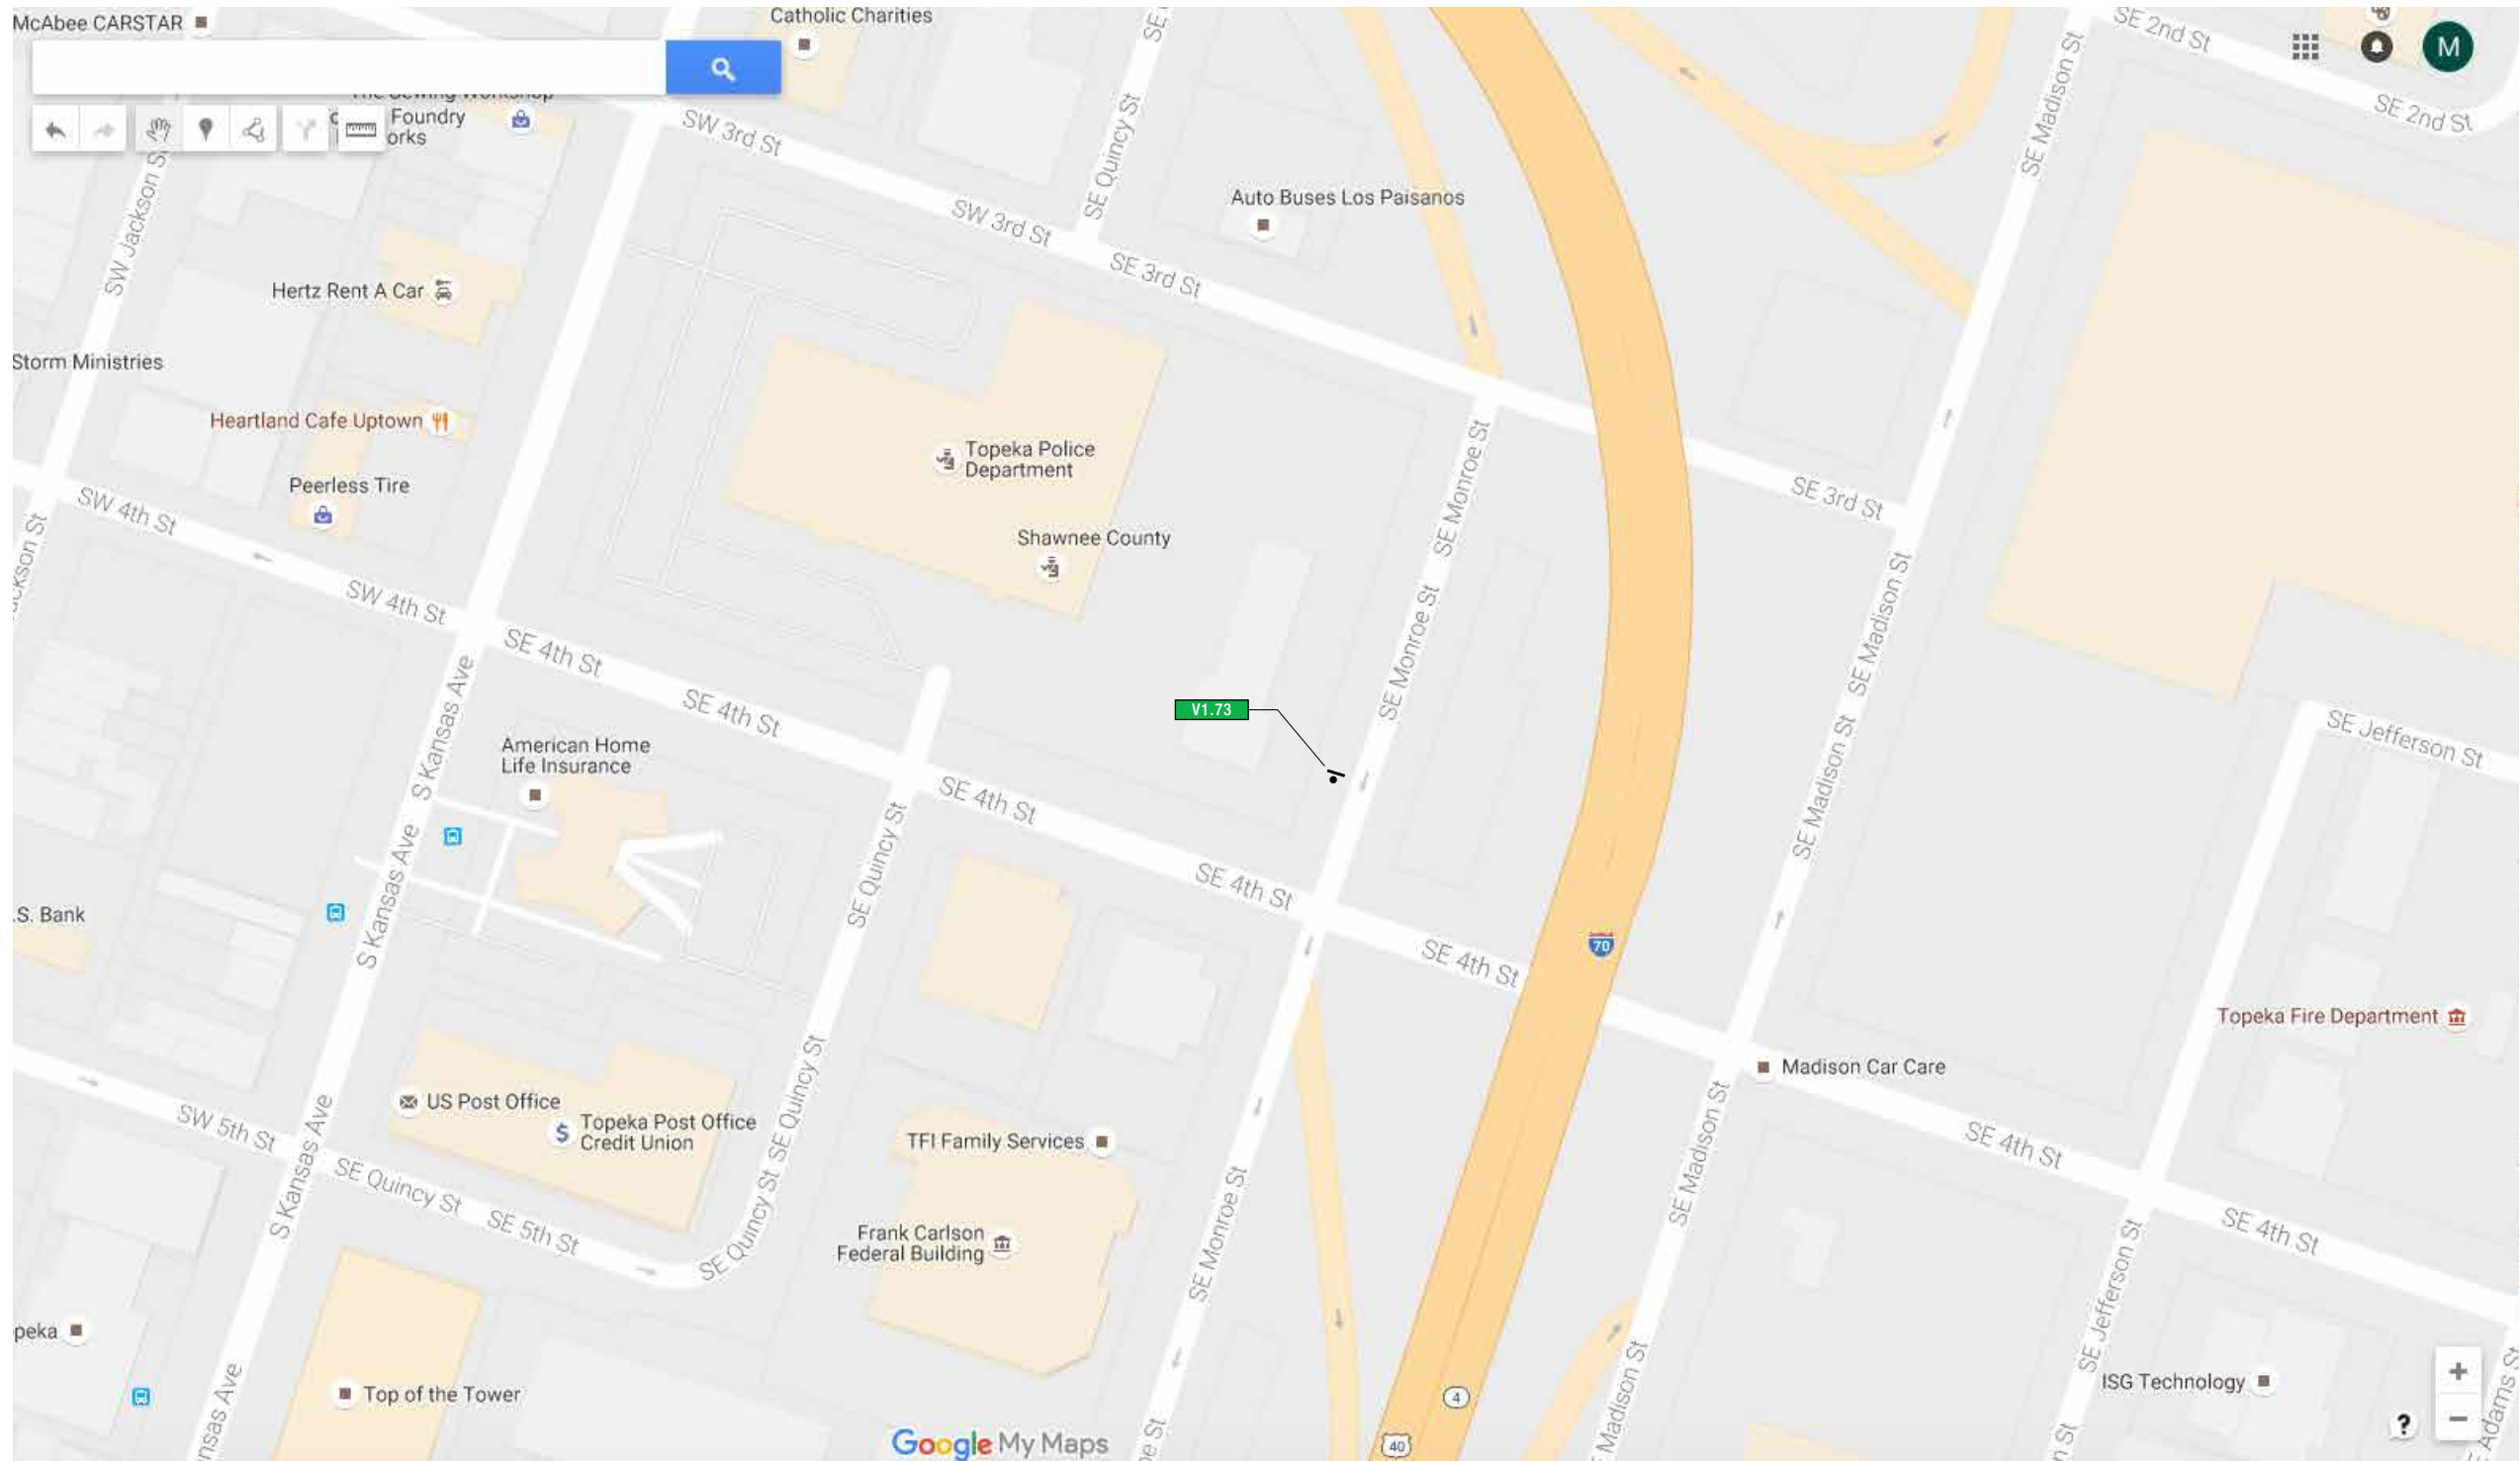 McAbee CARSTAR
Catholic Charities
SE 2nd St
M
SE 2nd St
Foundry
orks
SW 3rd St
SE Quincy St
SE Madison St
SW Jackson
Auto Buses Los Paisanos
SW 3rd St
SE 3rd St
Hertz Rent A Car
Storm Ministries
Heartland Cafe Uptown
Topeka Police
Department
SE Monroe St
Peerless Tire
SE 3rd St
SW 4th St
Shawnee County
SE Monroe St
SE Madison St
SE Madison St
SW 4th St
SE 4th St
SE 4th St
V1.73
S Kansas Ave
SE Jefferson St
American Home
Life Insurance
SE 4th St
SE Quincy St
S Kansas Ave
SE 4th St
.S. Bank
SE 4th St
70
Topeka Fire Department
Madison Car Care
US Post Office
Topeka Post Office
Credit Union
SW 5th St
S Kansas Ave
SE Quincy St
SE Madison St
TFI Family Services
SE 4th St
SE Quincy St
SE 5th St
SE Quincy St
SE Monroe St
Frank Carlson
Federal Building
SE 4th St
SE Jefferson St
peka
Top of the Tower
4
Madison St
ISG Technology
+
nsas Ave
Google My Maps
40
?
−
Adams St